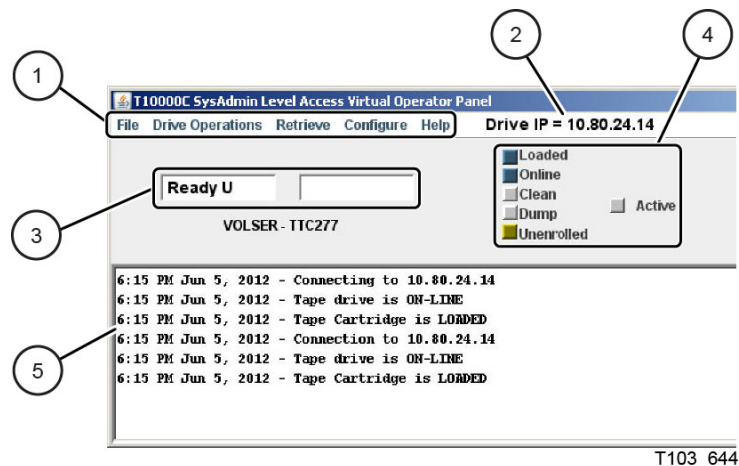 2
4
1
T10000C SysAdmin Level Access Virtual Operator Panel
File Drive Operations Retrieve Configure Help Drive IP = 10.80.24.14
Loaded
Online
Clean
Dump
Unenrolled
Active
3
Ready U
VOLSER - TTC277
6:15 PM Jun 5, 2012 - Connecting to 10.80.24.14
6:15 PM Jun 5, 2012 - Tape drive is ON-LINE
6:15 PM Jun 5, 2012 - Tape Cartridge is LOADED
6:15 PM Jun 5, 2012 - Connection to 10.80.24.14
6:15 PM Jun 5, 2012 - Tape drive is ON-LINE
6:15 PM Jun 5, 2012 - Tape Cartridge is LOADED
5
T103_644